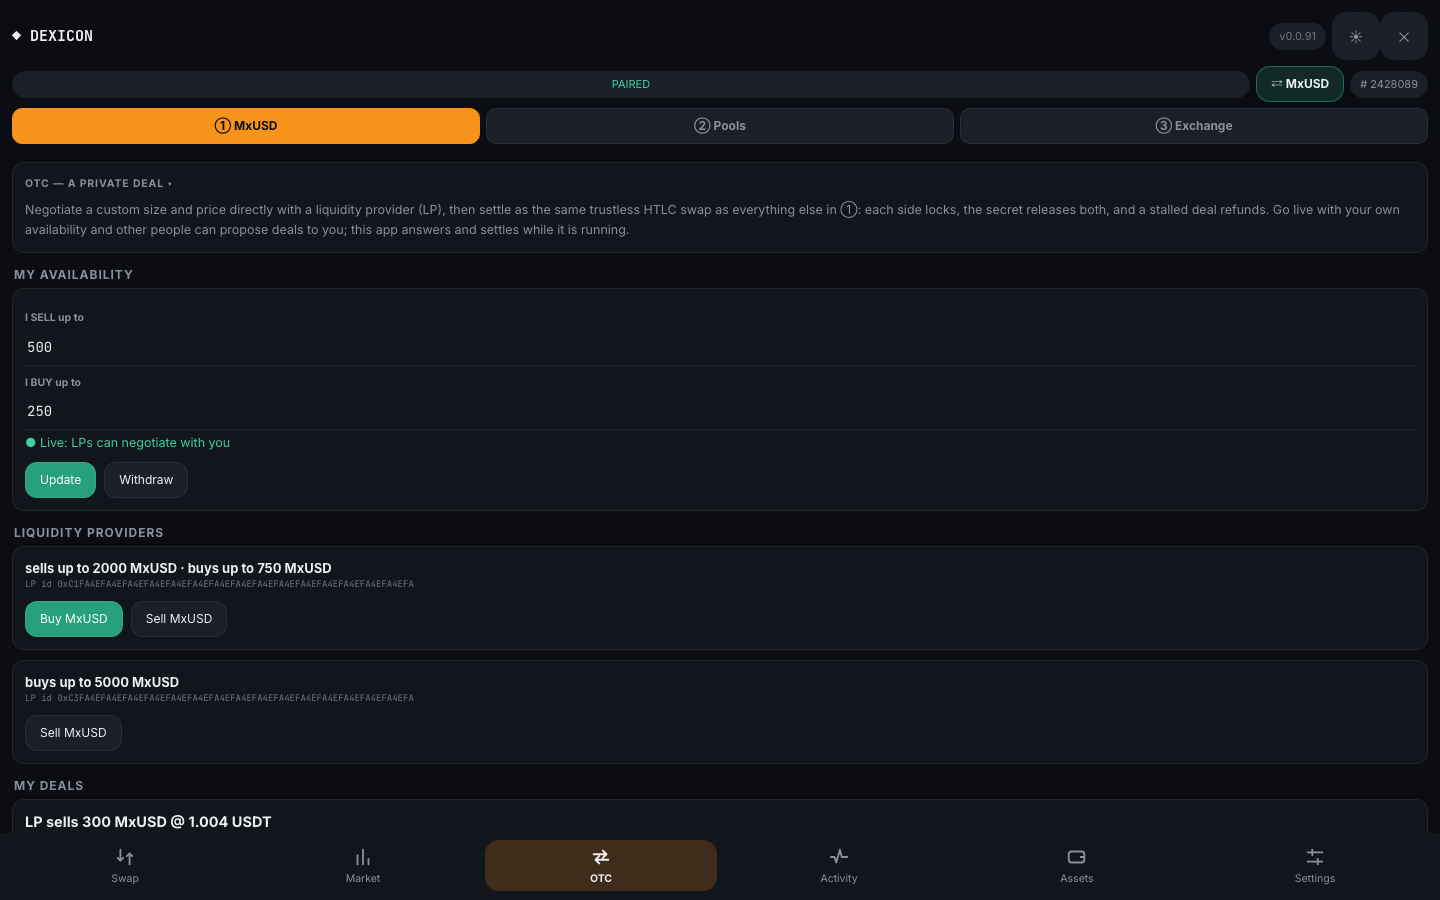 ◆ DEXICON
v0.0.91
PAIRED
⇄ MxUSD
# 2428089
① MxUSD
② Pools
③ Exchange
OTC — A PRIVATE DEAL
Negotiate a custom size and price directly with a liquidity provider (LP), then settle as the same trustless HTLC swap as everything else in ①: each side locks, the secret releases both, and a stalled deal refunds. Go live with your own
availability and other people can propose deals to you; this app answers and settles while it is running.
MY AVAILABILITY
I SELL up to
500
I BUY up to
250
● Live: LPs can negotiate with you
Update
Withdraw
LIQUIDITY PROVIDERS
sells up to 2000 MxUSD · buys up to 750 MxUSD
LP id 0xC1FA4EFA4EFA4EFA4EFA4EFA4EFA4EFA4EFA4EFA4EFA4EFA4EFA4EFA4EFA4EFA
Buy MxUSD
Sell MxUSD
buys up to 5000 MxUSD
LP id 0xC3FA4EFA4EFA4EFA4EFA4EFA4EFA4EFA4EFA4EFA4EFA4EFA4EFA4EFA4EFA4EFA
Sell MxUSD
MY DEALS
LP sells 300 MxUSD @ 1.004 USDT
Swap
Market
OTC
Activity
Assets
Settings